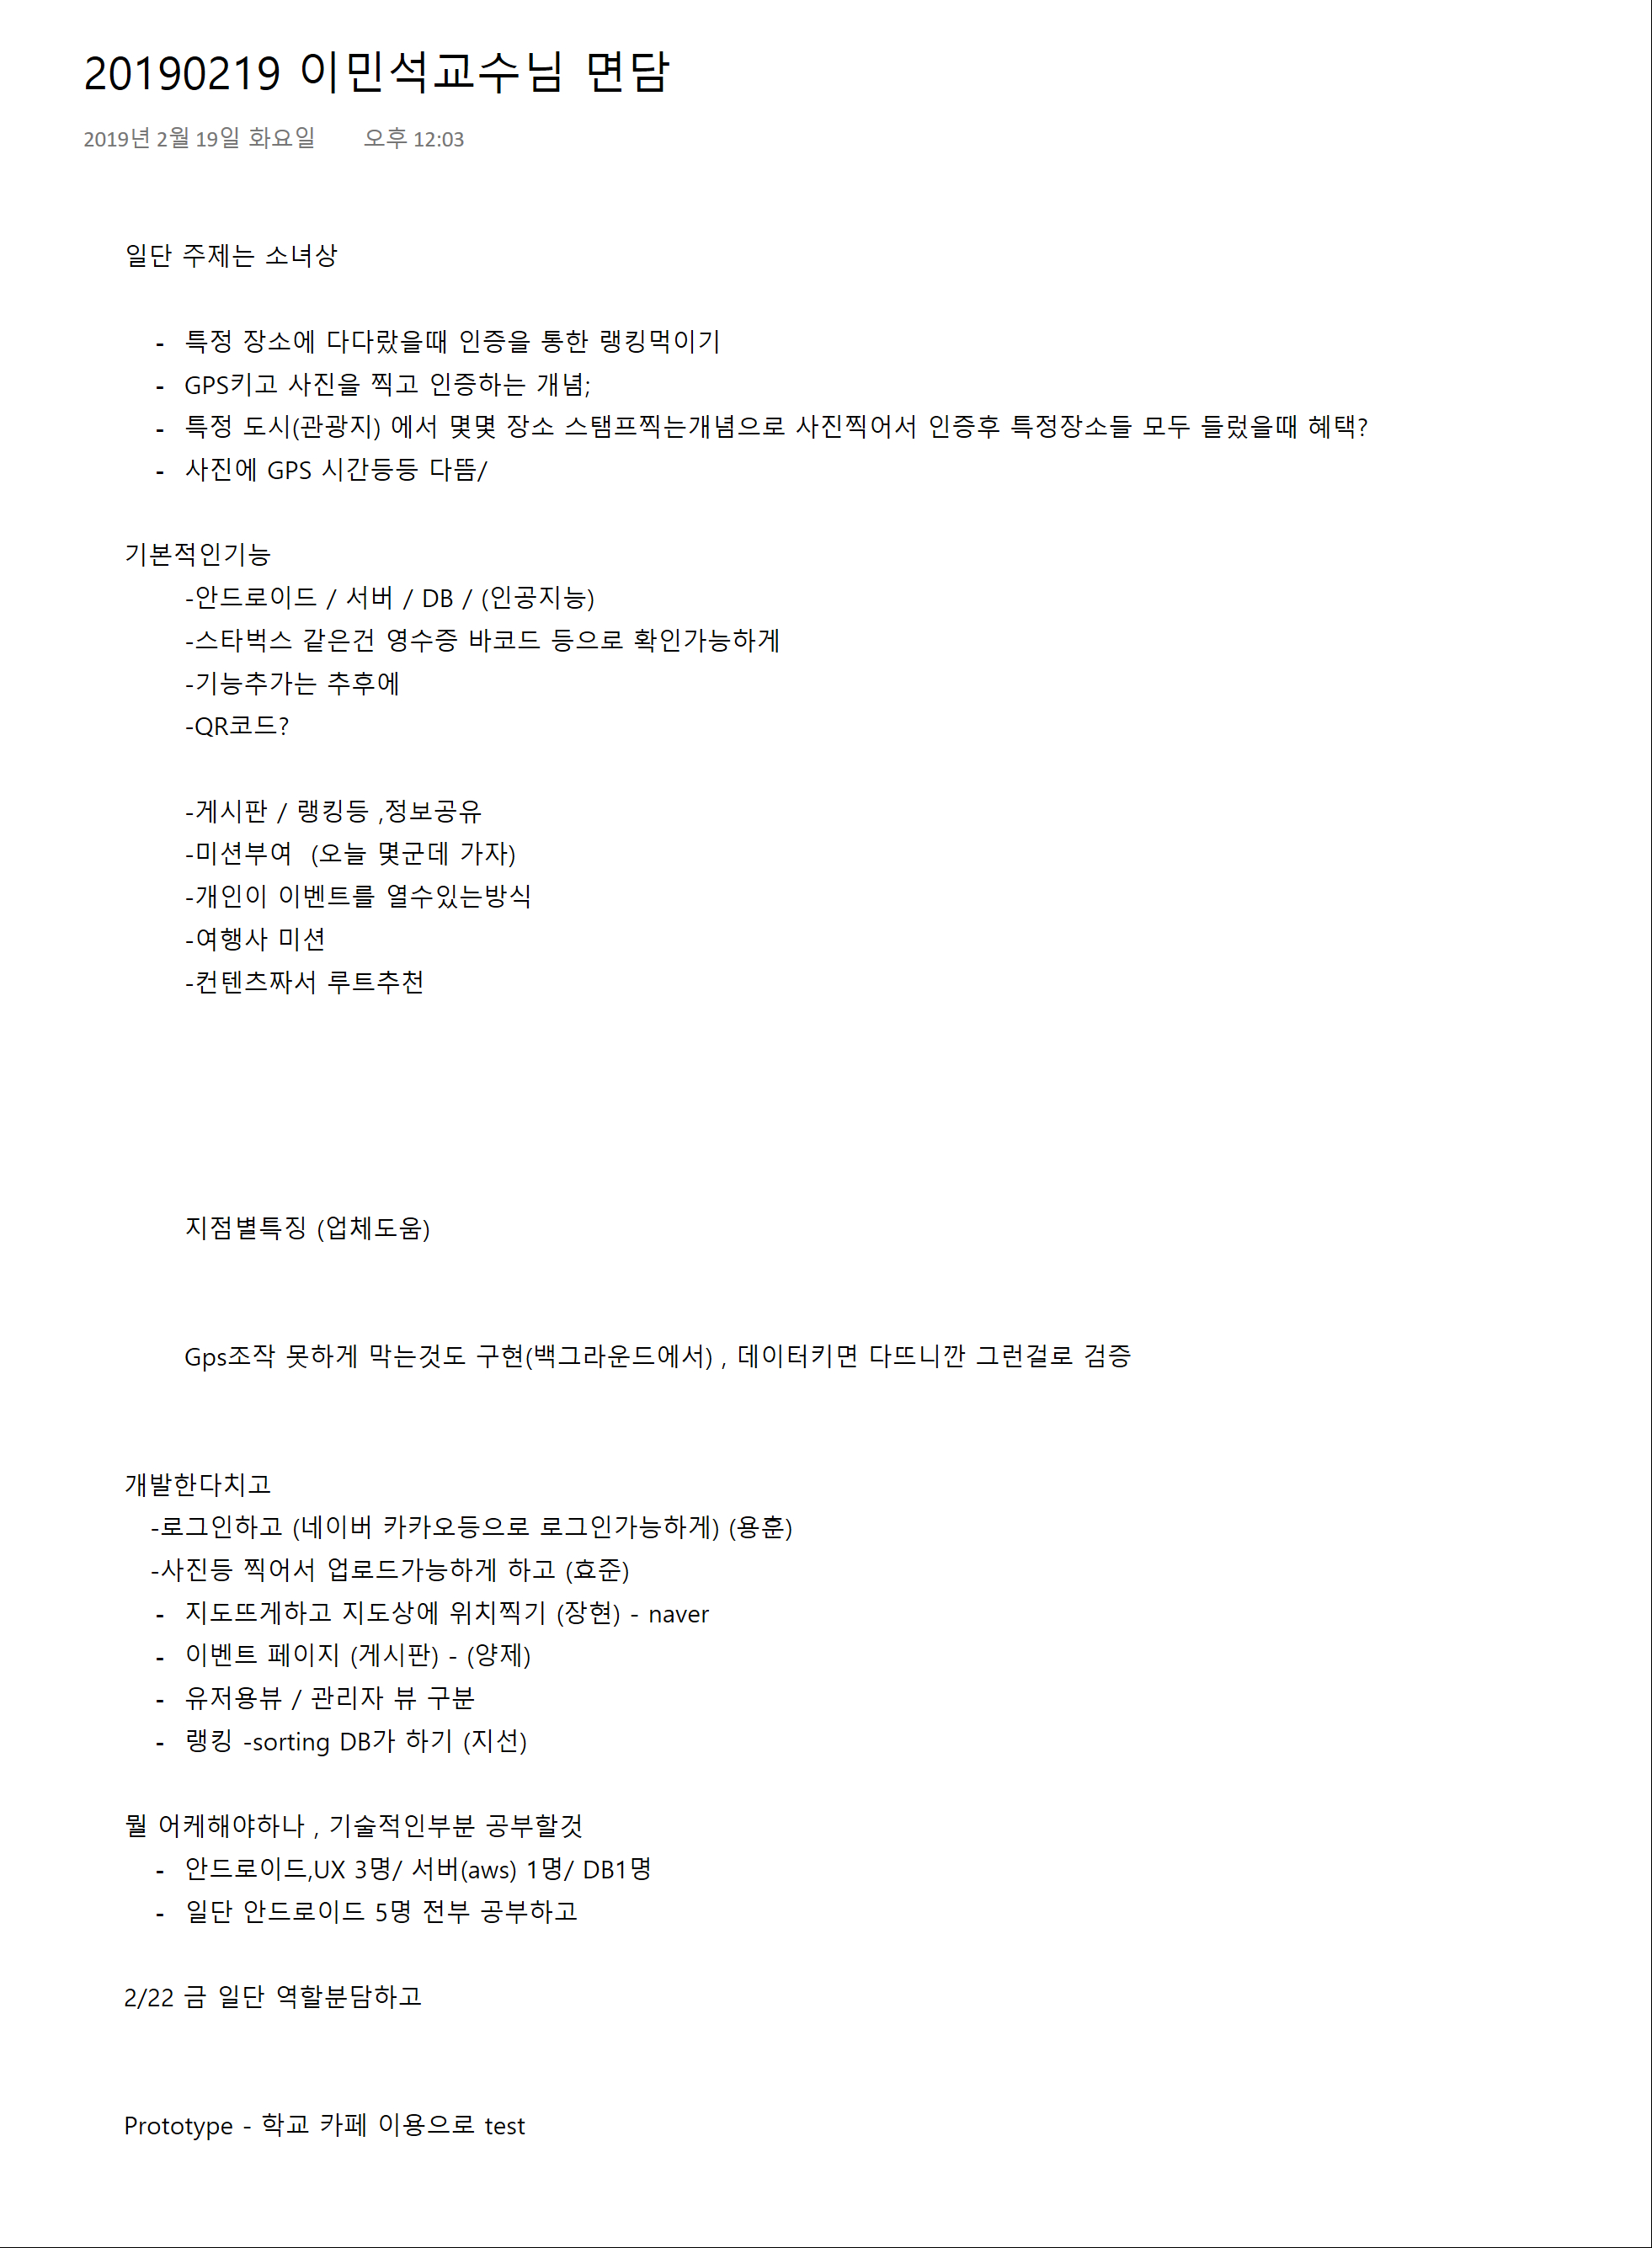 20190219 이민석교수님 면담
2019년 2월 19일 화요일 오후 12:03
일단 주제는 소녀상
- 특정 장소에 다다랐을때 인증을 통한 랭킹먹이기
- GPS키고 사진을 찍고 인증하는 개념;
- 특정 도시(관광지) 에서 몇몇 장소 스탬프찍는개념으로 사진찍어서 인증후 특정장소들 모두 들렀을때 혜택?
- 사진에 GPS 시간등등 다뜸/
기본적인기능
-안드로이드 / 서버 / DB / (인공지능)
-스타벅스 같은건 영수증 바코드 등으로 확인가능하게
-기능추가는 추후에
-QR코드?
-게시판 / 랭킹등 ,정보공유
-미션부여  (오늘 몇군데 가자)
-개인이 이벤트를 열수있는방식
-여행사 미션
-컨텐츠짜서 루트추천
지점별특징 (업체도움)
Gps조작 못하게 막는것도 구현(백그라운드에서) , 데이터키면 다뜨니깐 그런걸로 검증
개발한다치고
-로그인하고 (네이버 카카오등으로 로그인가능하게) (용훈)
-사진등 찍어서 업로드가능하게 하고 (효준)
- 지도뜨게하고 지도상에 위치찍기 (장현) - naver
- 이벤트 페이지 (게시판) - (양제)
- 유저용뷰 / 관리자 뷰 구분
- 랭킹 -sorting DB가 하기 (지선)
뭘 어케해야하나 , 기술적인부분 공부할것
- 안드로이드,UX 3명/ 서버(aws) 1명/ DB1명
- 일단 안드로이드 5명 전부 공부하고
2/22 금 일단 역할분담하고
Prototype - 학교 카페 이용으로 test